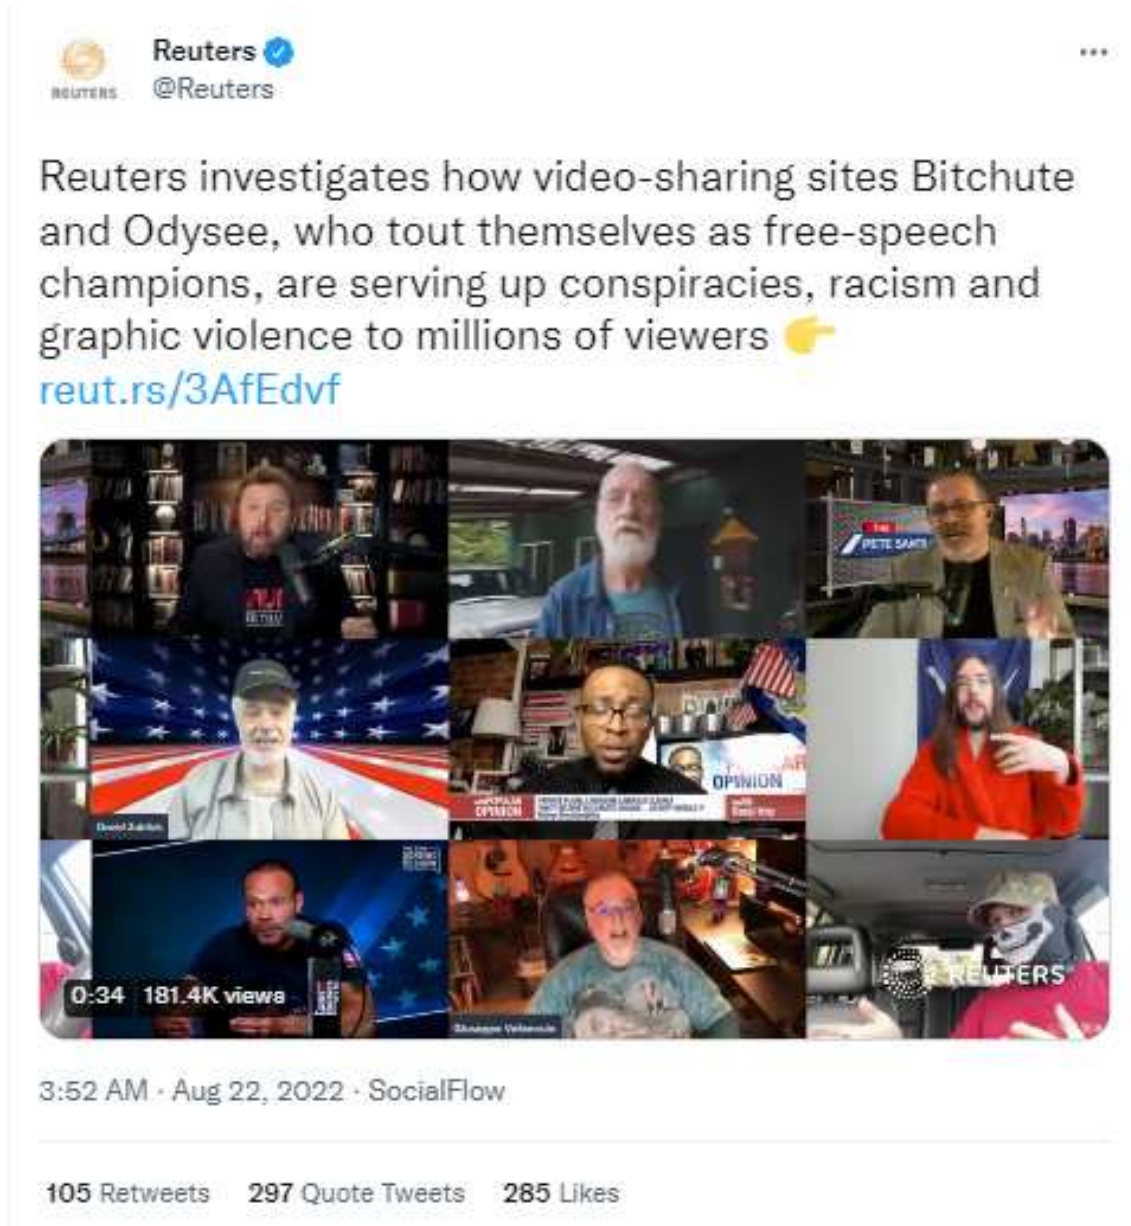 Reuters
@Reuters
REUTERS
Reuters investigates how video-sharing sites Bitchute
and Odysee, who tout themselves as free-speech
champions, are serving up conspiracies, racism and
graphic violence to millions of viewers
reut.rs/3AfEdvf
THE
PETE SANTI
OPINION
OPINION
0:34 181.4K views
REUTERS
3:52 AM · Aug 22, 2022 · SocialFlow
105 Retweets 297 Quote Tweets 285 Likes